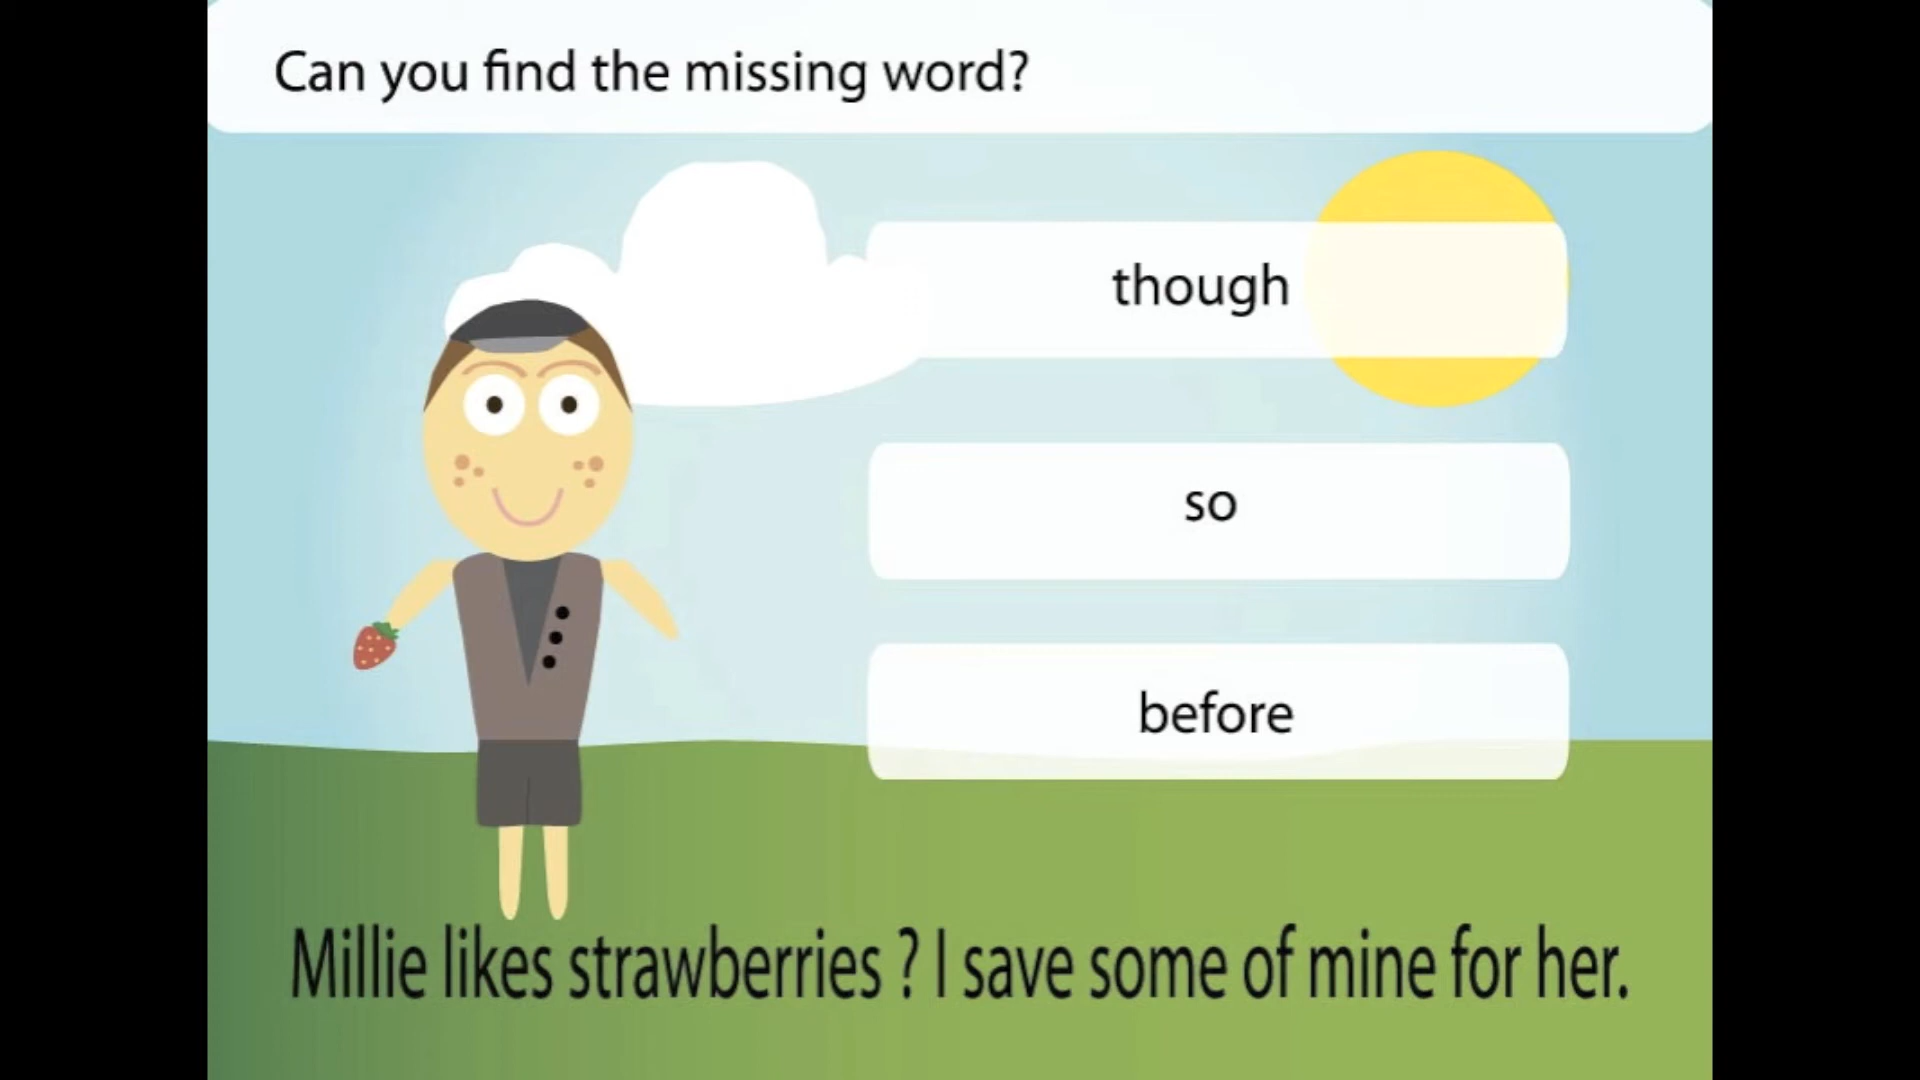 Can you find the missing word?
though
so
before
Millie likes strawberries ? I save some of mine for her.